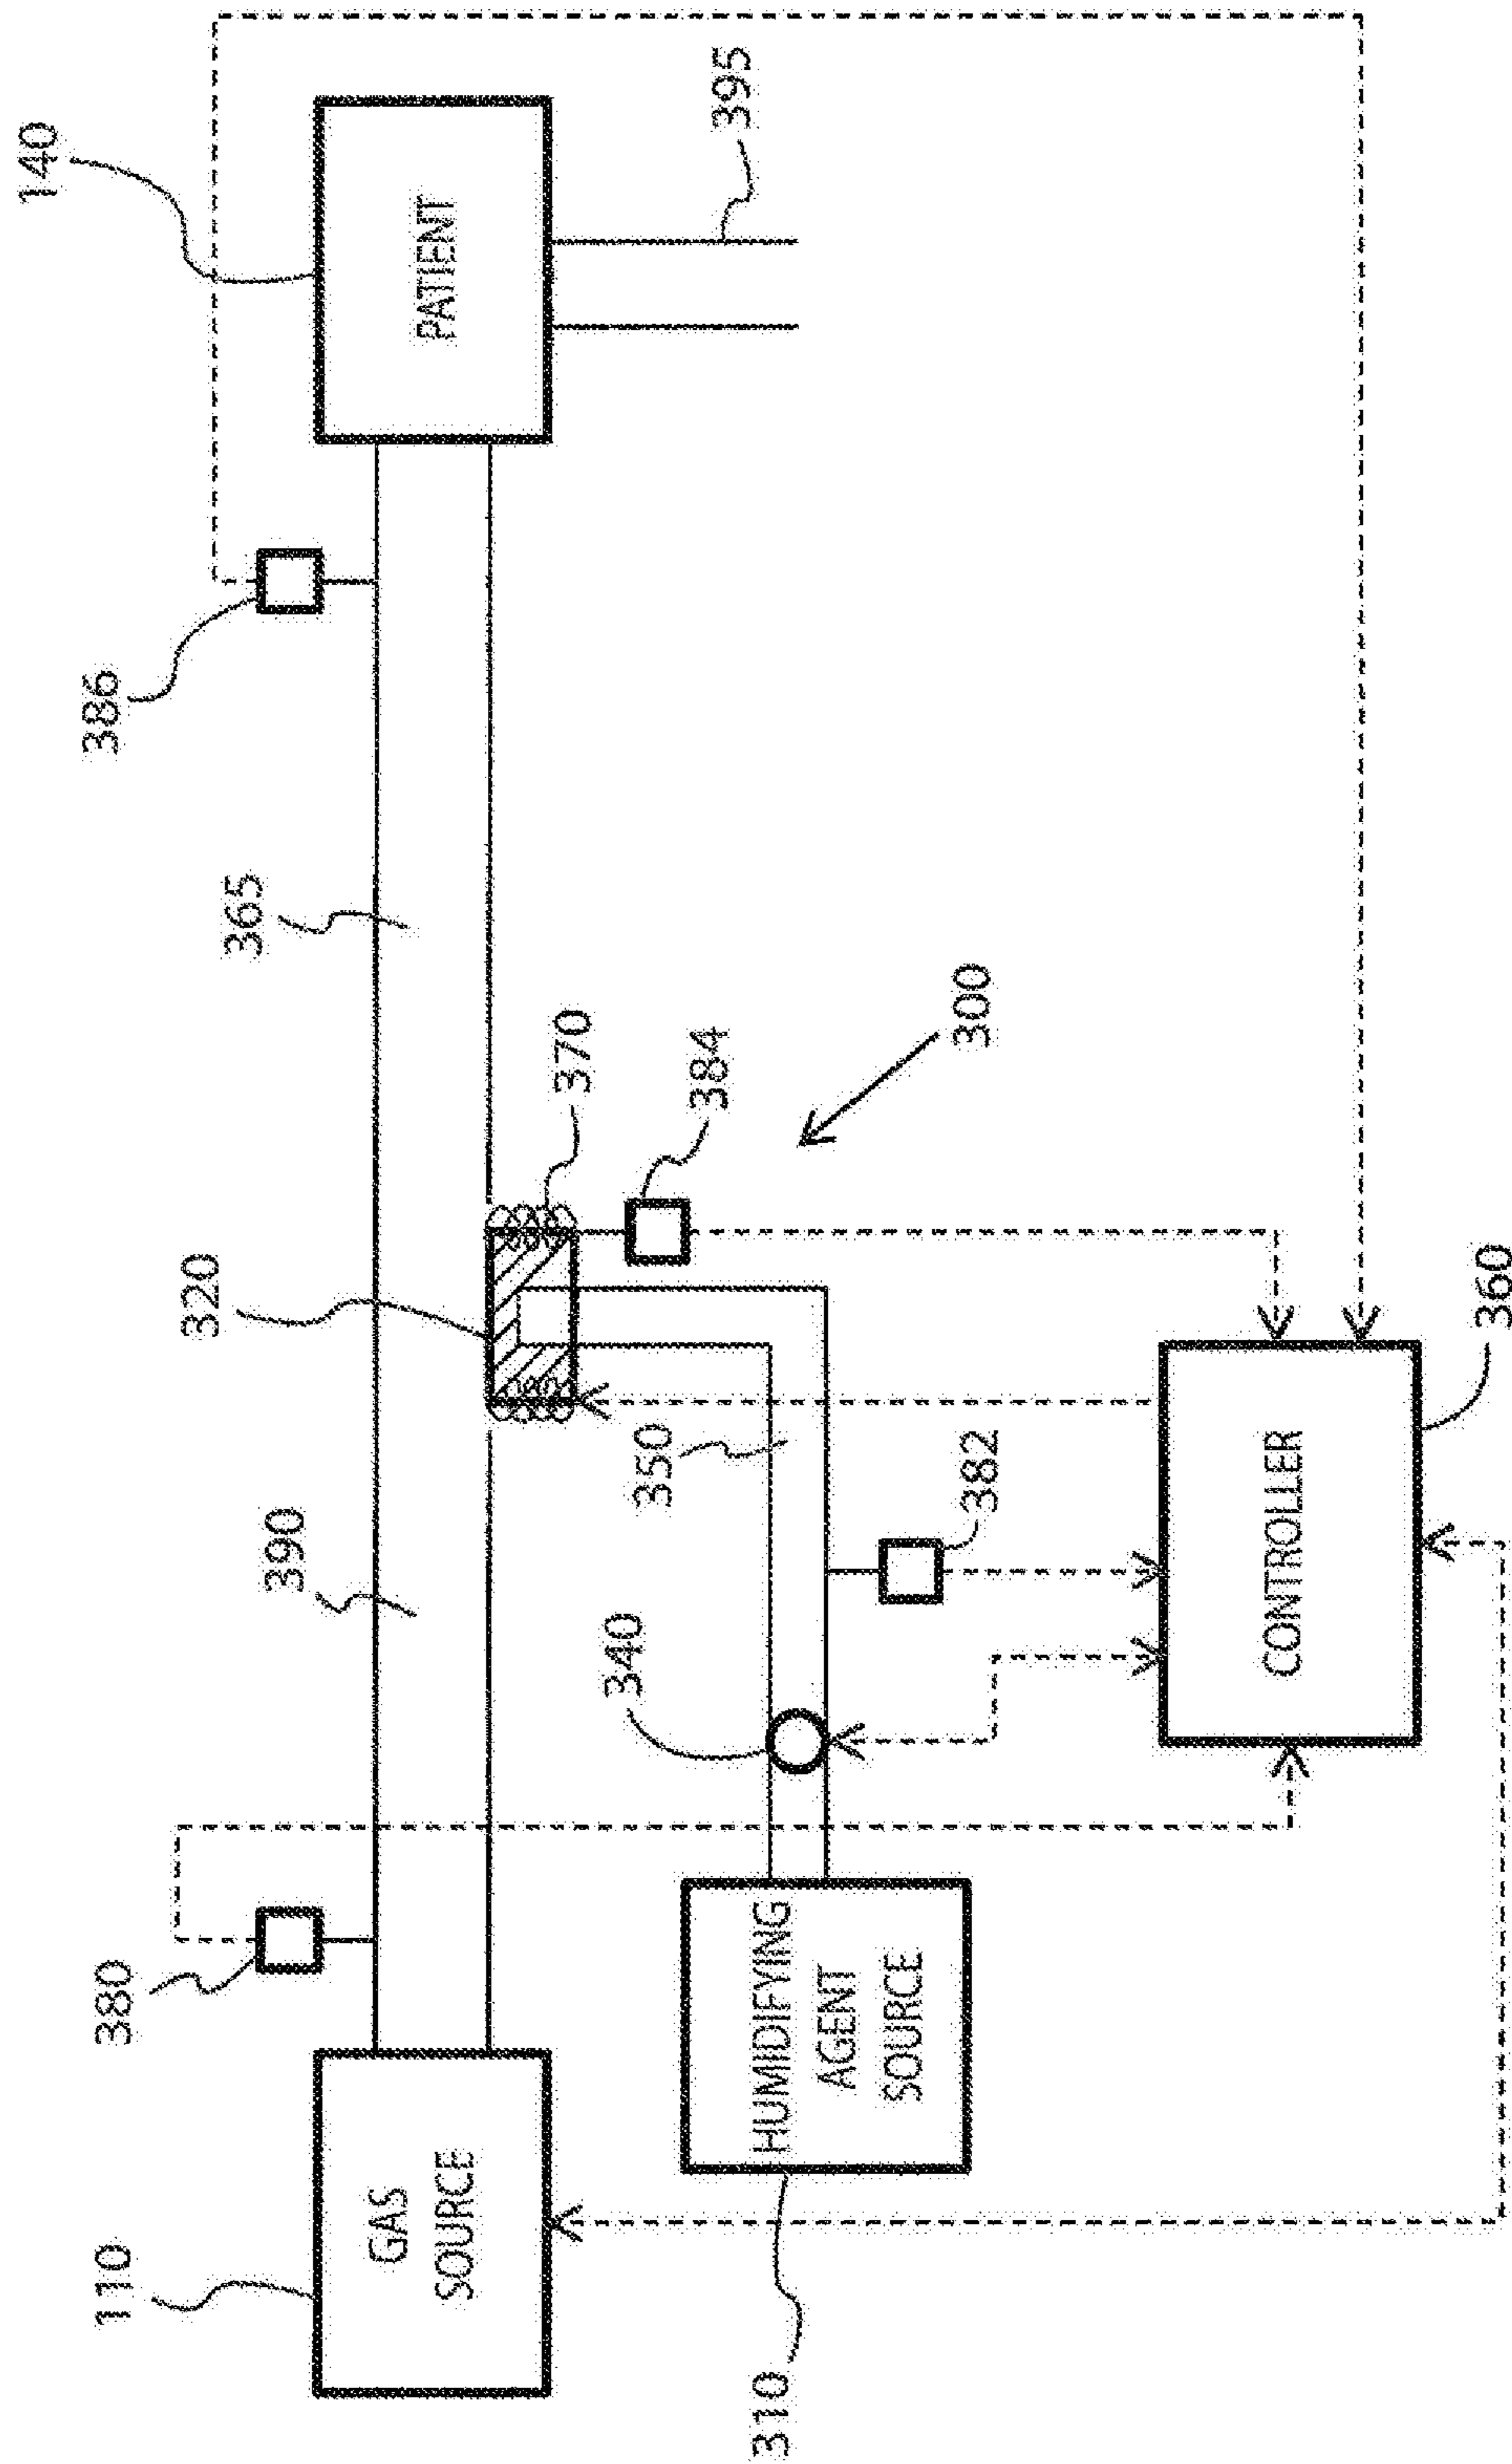 140
386
395
PATIENT
365
320
370
384
300
390
350
340
382
360
CONTROLLER
380
110
GAS
SOURCE
310
HUMIDIFYING
AGENT
SOURCE